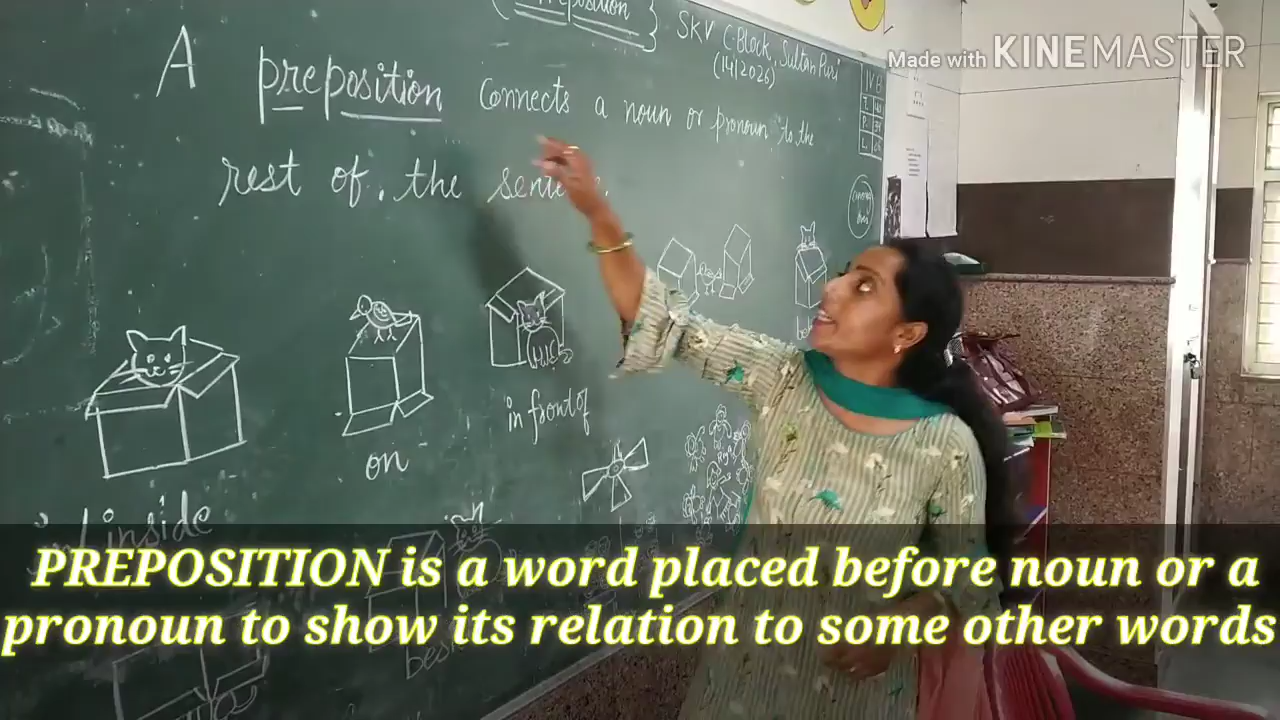 Preposition
SKV C-Block, Sultan Puri
(1412026)
Made with KINEMASTER
A preposition connects a noun or pronoun to the
rest of the sente
in front of
on
inside
PREPOSITION is a word placed before noun or a
pronoun to show its relation to some other words